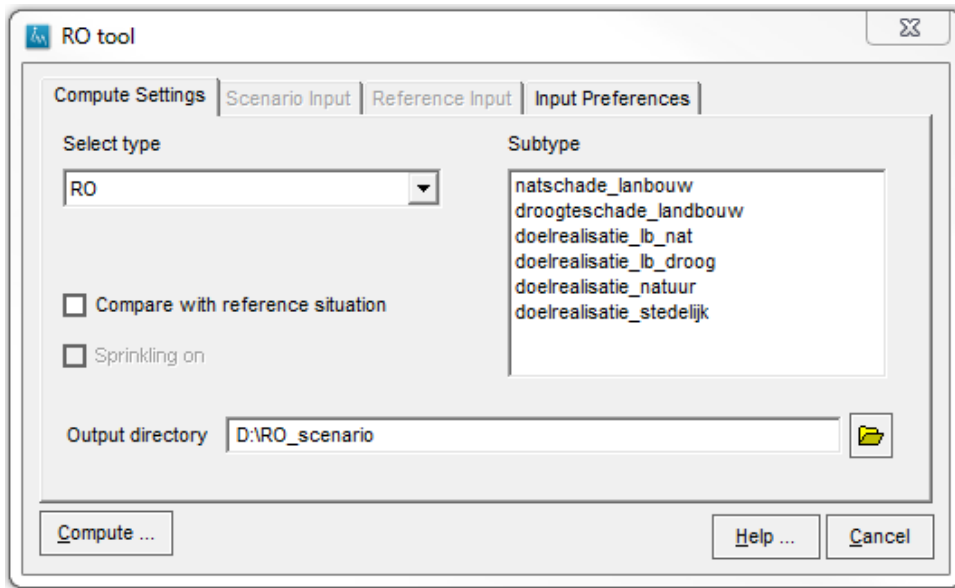 RO tool
Compute Settings Scenario Input Reference Input Input Preferences
Select type Subtype
RO
natschade_lanbouw
droogteschade_landbouw
doelrealisatie_lb_nat
doelrealisatie_lb_droog
doelrealisatie_natuur
doelrealisatie_stedelijk
Compare with reference situation
Sprinkling on
Output directory D:\RO_scenario
Compute ... Help ... Cancel